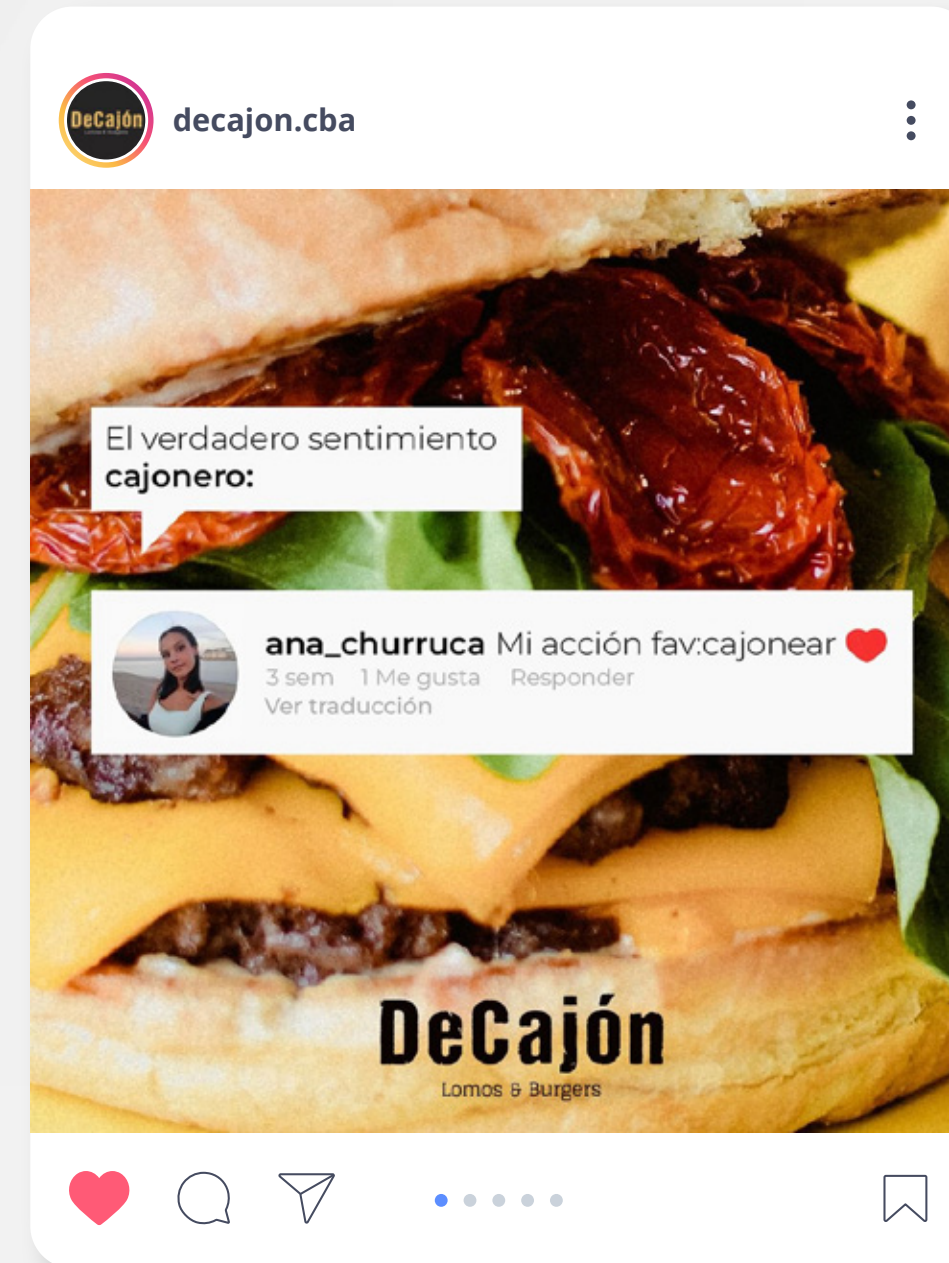 DeCajón
decajon.cba
El verdadero sentimiento
cajonero:
ana_churruca Mi acción fav:cajonear ❤️
3 sem 1 Me gusta Responder
Ver traducción
DeCajón
Lomos & Burgers